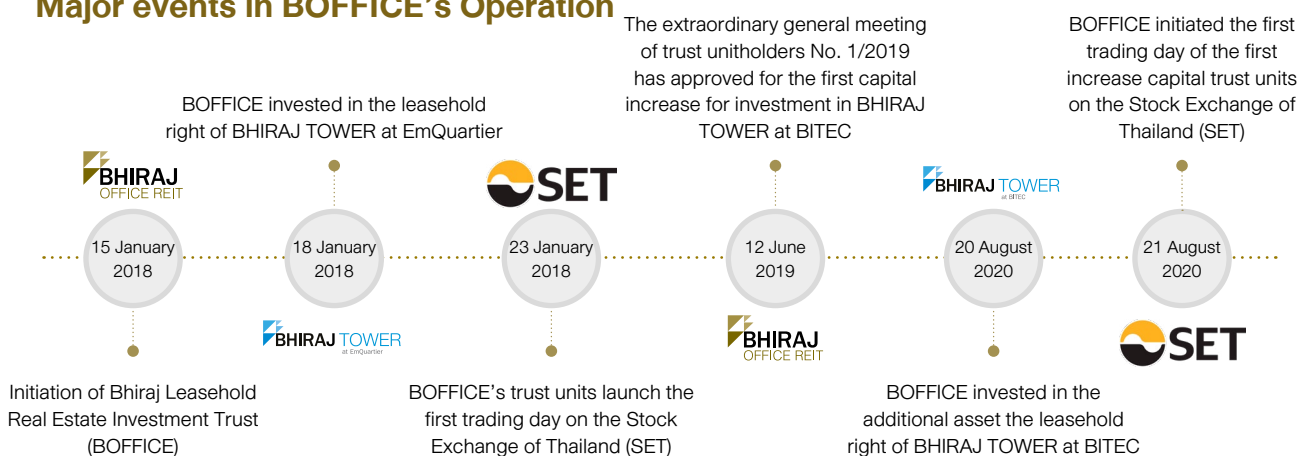 Major events in BOFFICE's Operation
BHIRAJ
OFFICE REIT
15 January
2018
Initiation of Bhiraj Leasehold
Real Estate Investment Trust
(BOFFICE)
BOFFICE invested in the leasehold
right of BHIRAJ TOWER at EmQuartier
18 January
2018
BHIRAJ TOWER
at EmQuartier
SET
23 January
2018
BOFFICE's trust units launch the
first trading day on the Stock
Exchange of Thailand (SET)
The extraordinary general meeting
of trust unitholders No. 1/2019
has approved for the first capital
increase for investment in BHIRAJ
TOWER at BITEC
12 June
2019
BHIRAJ
OFFICE REIT
BHIRAJ TOWER
at BITEC
20 August
2020
BOFFICE invested in the
additional asset the leasehold
right of BHIRAJ TOWER at BITEC
BOFFICE initiated the first
trading day of the first
increase capital trust units
on the Stock Exchange of
Thailand (SET)
21 August
2020
SET